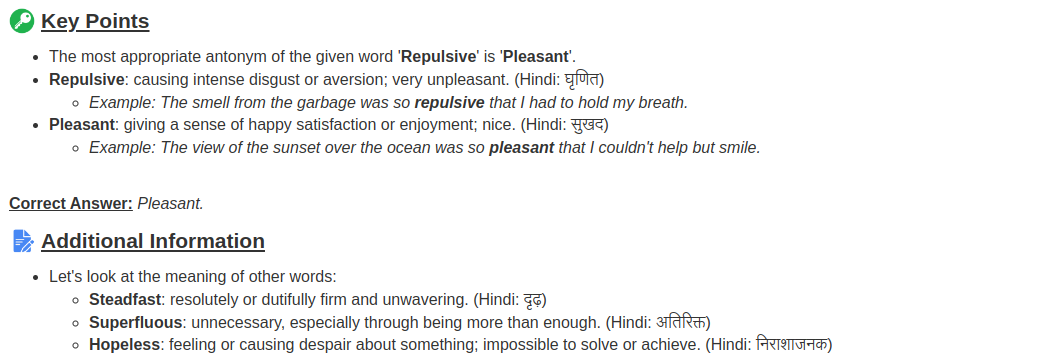 Key Points
The most appropriate antonym of the given word 'Repulsive' is 'Pleasant'.
Repulsive: causing intense disgust or aversion; very unpleasant. (Hindi: घृणित)
Example: The smell from the garbage was so repulsive that I had to hold my breath.
Pleasant: giving a sense of happy satisfaction or enjoyment; nice. (Hindi: सुखद)
Example: The view of the sunset over the ocean was so pleasant that I couldn't help but smile.
Correct Answer: Pleasant.
Additional Information
Let's look at the meaning of other words:
Steadfast: resolutely or dutifully firm and unwavering. (Hindi: दृढ़)
Superfluous: unnecessary, especially through being more than enough. (Hindi: अतिरिक्त)
Hopeless: feeling or causing despair about something; impossible to solve or achieve. (Hindi: निराशाजनक)